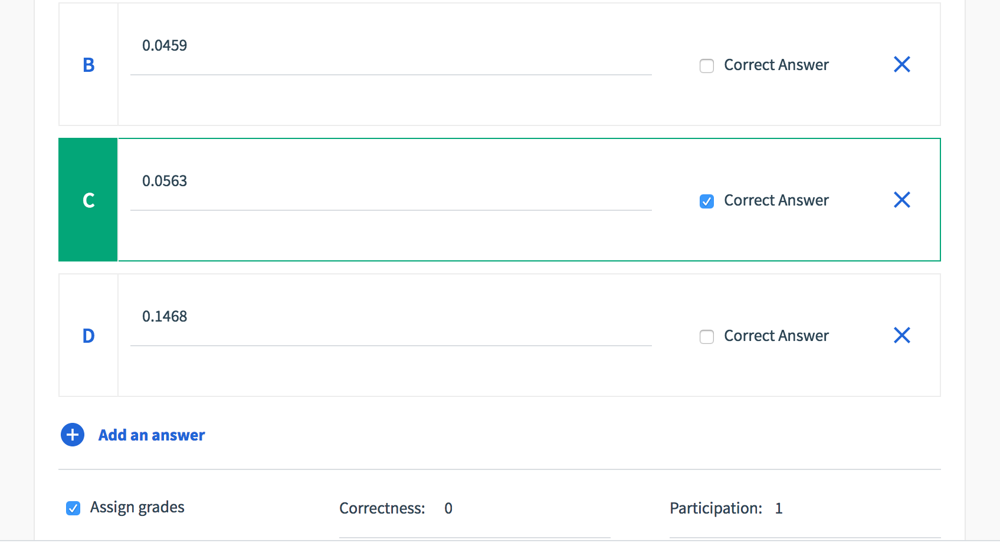 B
0.0459
Correct Answer
C
0.0563
Correct Answer
D
0.1468
Correct Answer
Add an answer
Assign grades Correctness: 0 Participation: 1